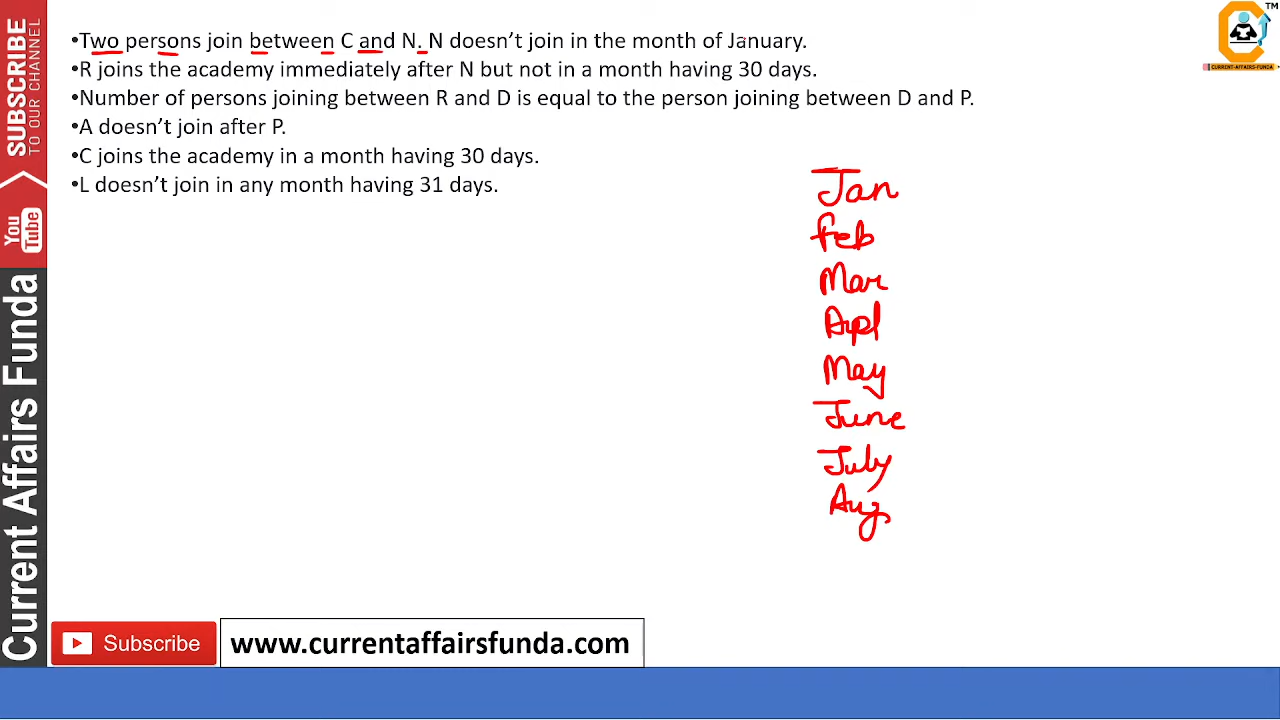 •Two persons join between C and N. N doesn't join in the month of January.
•R joins the academy immediately after N but not in a month having 30 days.
•Number of persons joining between R and D is equal to the person joining between D and P.
•A doesn't join after P.
•C joins the academy in a month having 30 days.
•L doesn't join in any month having 31 days.
Jan
Feb
Mar
Apl
May
June
July
Aug
SUBSCRIBE
TO OUR CHANNEL
You Tube
Current Affairs Funda
TM
CURRENT-AFFAIRS-FUNDA
Subscribe
www.currentaffairsfunda.com